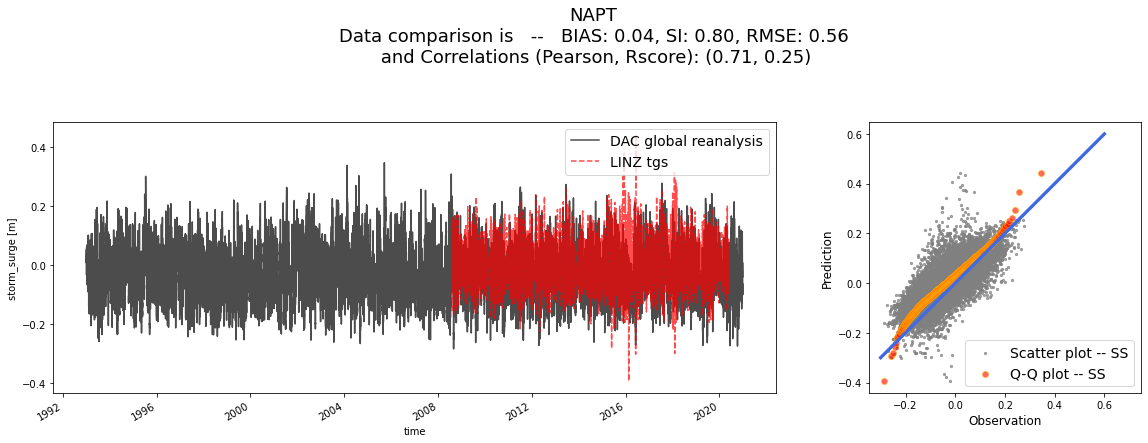 NAPT
Data comparison is   --   BIAS: 0.04, SI: 0.80, RMSE: 0.56
and Correlations (Pearson, Rscore): (0.71, 0.25)
DAC global reanalysis
LINZ tgs
storm_surge [m]
0.4
0.2
0.0
−0.2
−0.4
1992
1996
2000
2004
2008
2012
2016
2020
time
Prediction
0.6
0.4
0.2
0.0
−0.2
−0.4
Scatter plot -- SS
Q-Q plot -- SS
−0.2
0.0
0.2
0.4
0.6
Observation